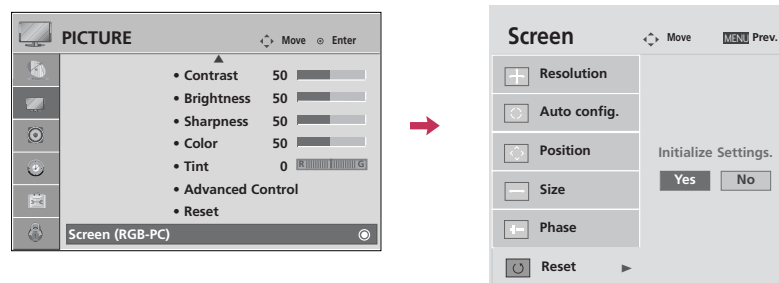 PICTURE Move Enter
• Contrast 50
• Brightness 50
• Sharpness 50
• Color 50
• Tint 0 R G
• Advanced Control
• Reset
Screen (RGB-PC)
Screen Move MENU Prev.
Resolution
Auto config.
Position
Size
Phase
Reset
Initialize Settings.
Yes No